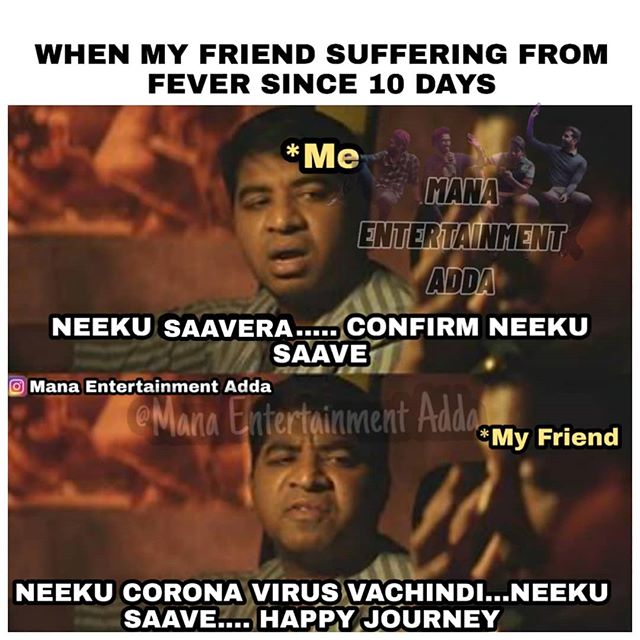 WHEN MY FRIEND SUFFERING FROM
FEVER SINCE 10 DAYS
*Me
MANA
ENTERTAINMENT
ADDA
NEEKU SAAVERA..... CONFIRM NEEKU
SAAVE
Mana Entertainment Adda
@Mana Entertainment Adda
*My Friend
NEEKU CORONA VIRUS VACHINDI...NEEKU
SAAVE.... HAPPY JOURNEY